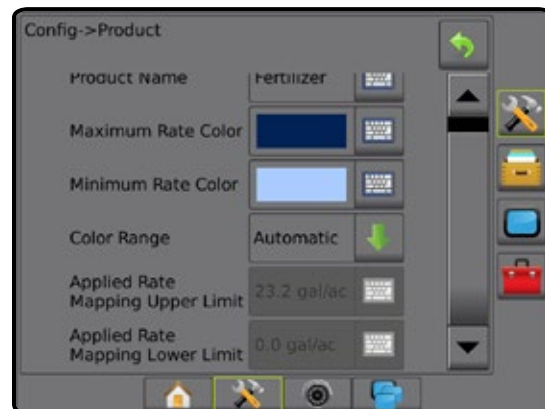 Config->Product
Product Name
Fertilizer
Maximum Rate Color
Minimum Rate Color
Color Range
Automatic
Applied Rate
Mapping Upper Limit
23.2 gal/ac
Applied Rate
Mapping Lower Limit
0.0 gal/ac